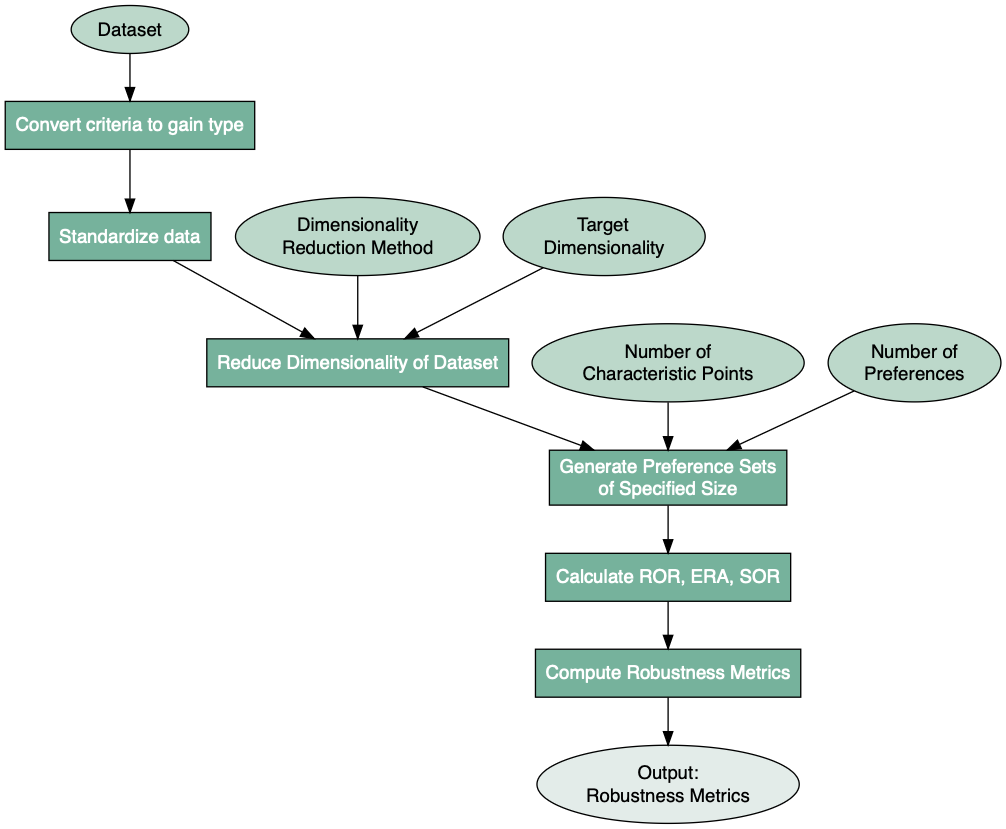 Dataset
Convert criteria to gain type
Standardize data
Dimensionality
Reduction Method
Target
Dimensionality
Reduce Dimensionality of Dataset
Number of
Characteristic Points
Number of
Preferences
Generate Preference Sets
of Specified Size
Calculate ROR, ERA, SOR
Compute Robustness Metrics
Output:
Robustness Metrics